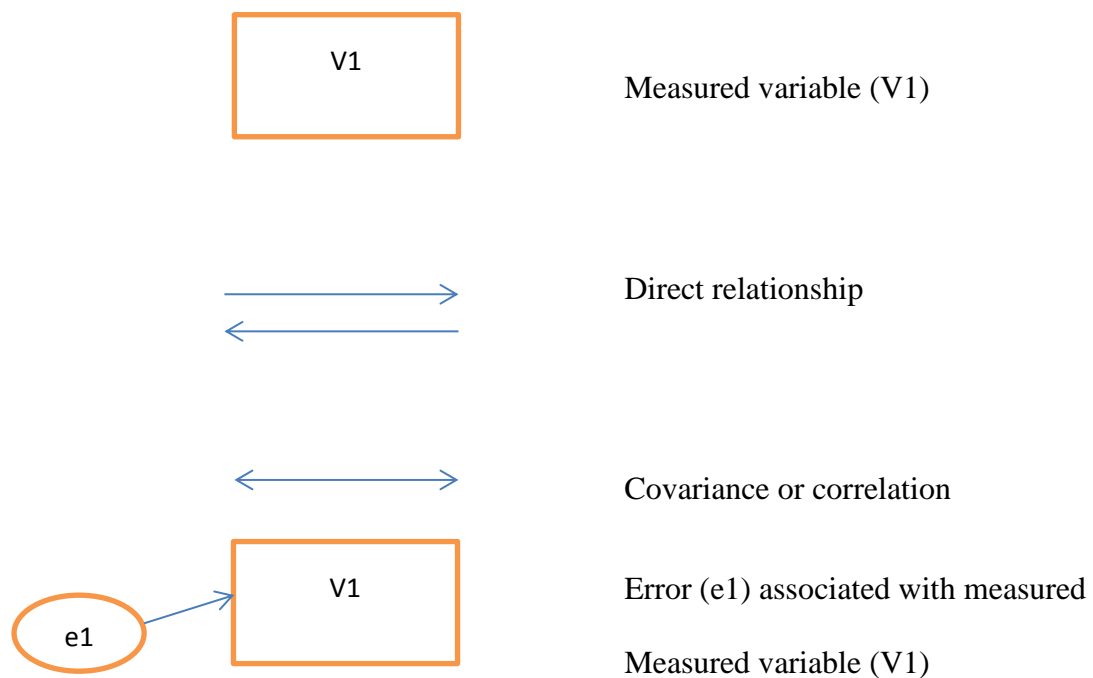 V1
Measured variable (V1)
Direct relationship
Covariance or correlation
V1
Error (e1) associated with measured
e1
Measured variable (V1)